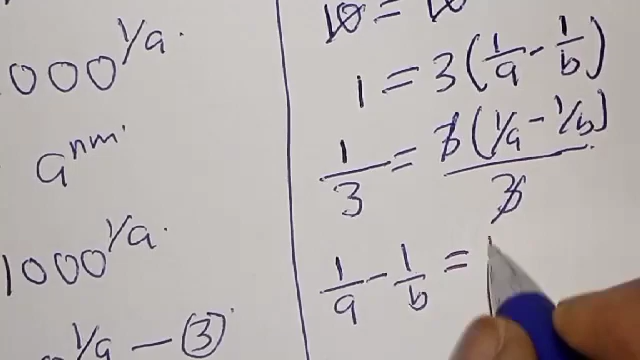 000^{1/a}.
a^{nm}.
1000^{1/a}.
^{1/a} — ③
10 = 10
1 = 3(1/a - 1/b)
1/3 = 3(1/a - 1/b)/3
1/a - 1/b =